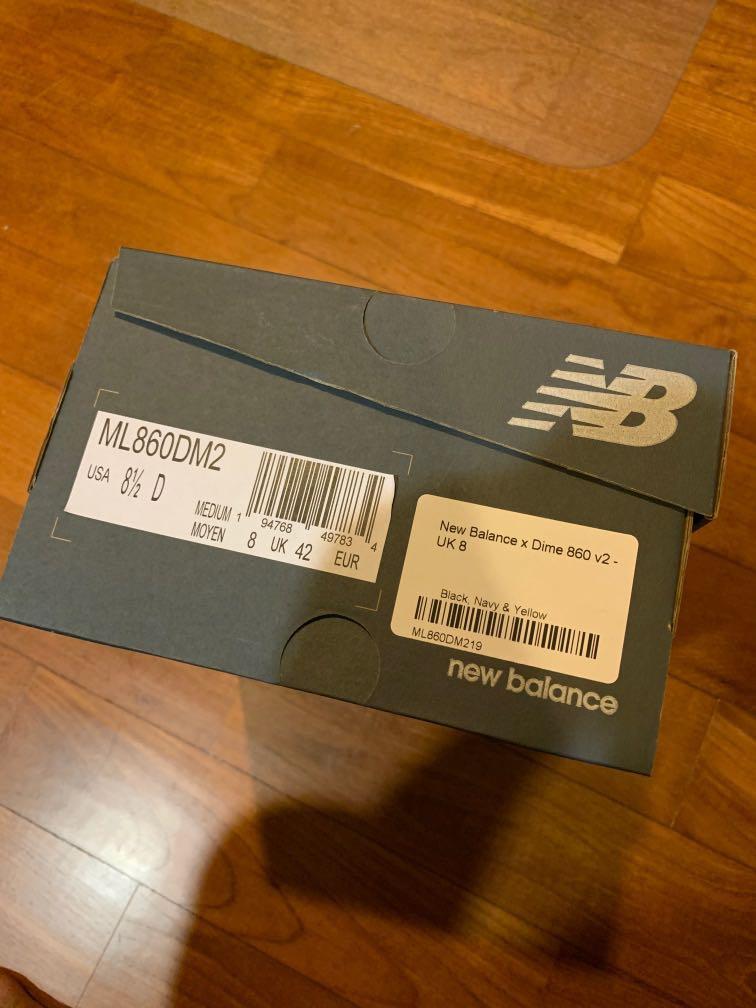 NB
ML860DM2
USA 8½ D
MEDIUM
MOYEN
1 94768 49783 4
8 UK 42 EUR
New Balance x Dime 860 v2 -
UK 8
Black, Navy & Yellow
ML860DM219
new balance